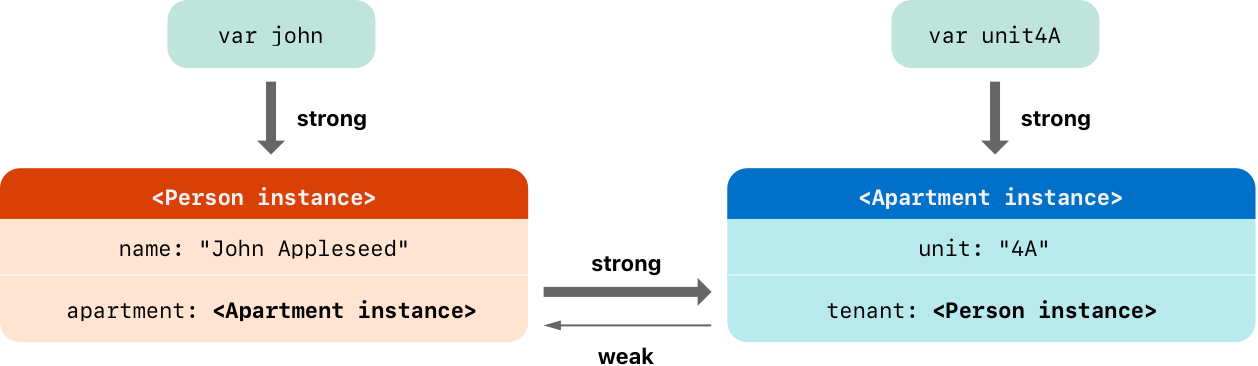 var john
var unit4A
strong
strong
<Person instance>
<Apartment instance>
name: "John Appleseed"
unit: "4A"
strong
apartment: <Apartment instance>
tenant: <Person instance>
weak